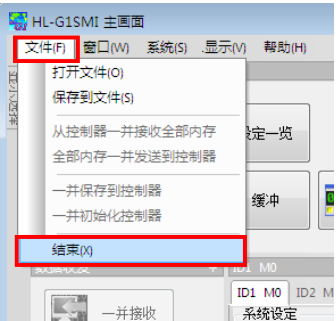 HL-G1SMI 主画面
文件(F) 窗口(W) 系统(S) .显示(V) 帮助(H)
打开文件(O)
保存到文件(S)
从控制器一并接收全部内存
全部内存一并发送到控制器
设定一览
一并保存到控制器
一并初始化控制器
缓冲
结束(X)
ID1 M0
ID1 M0 ID2 M
一并接收
系统设定